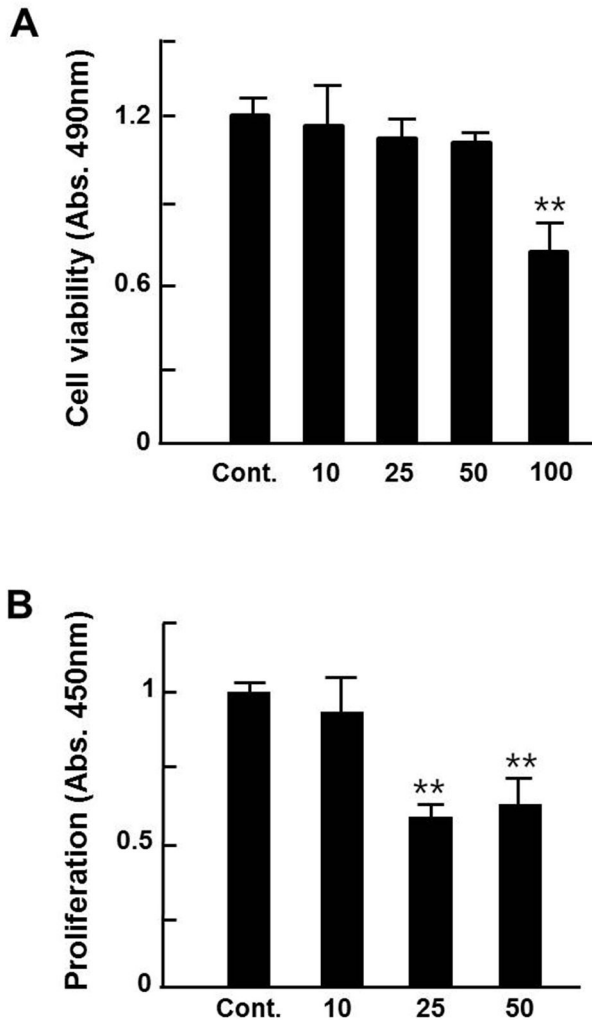 A
Cell viability (Abs. 490nm)
1.2
0.6
0
**
Cont. 10 25 50 100
B
Proliferation (Abs. 450nm)
1
0.5
0
** **
Cont. 10 25 50